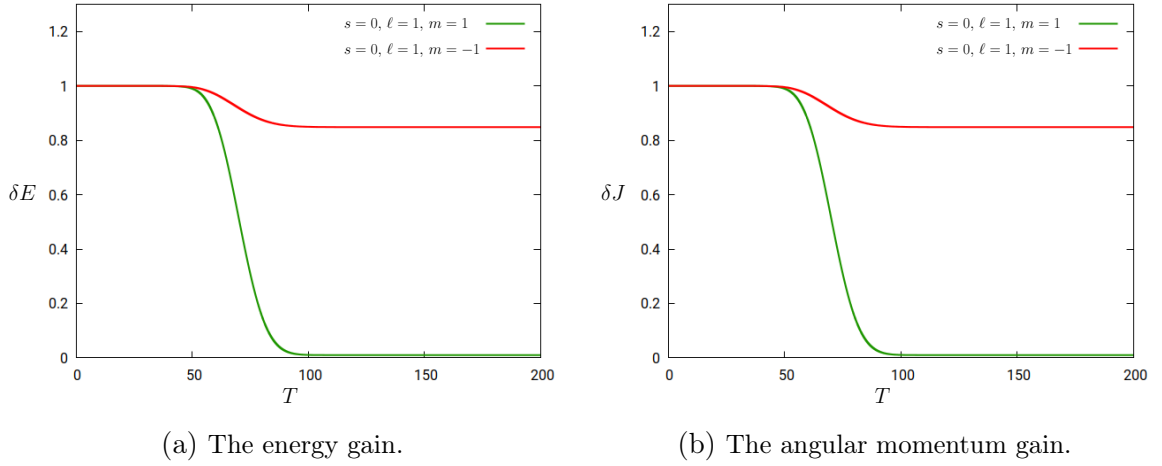 1.2
1
0.8
0.6
0.4
0.2
0
δE
s = 0, ℓ = 1, m = 1
s = 0, ℓ = 1, m = −1
0 50 100 150 200
T
(a) The energy gain.
1.2
1
0.8
0.6
0.4
0.2
0
δJ
s = 0, ℓ = 1, m = 1
s = 0, ℓ = 1, m = −1
0 50 100 150 200
T
(b) The angular momentum gain.